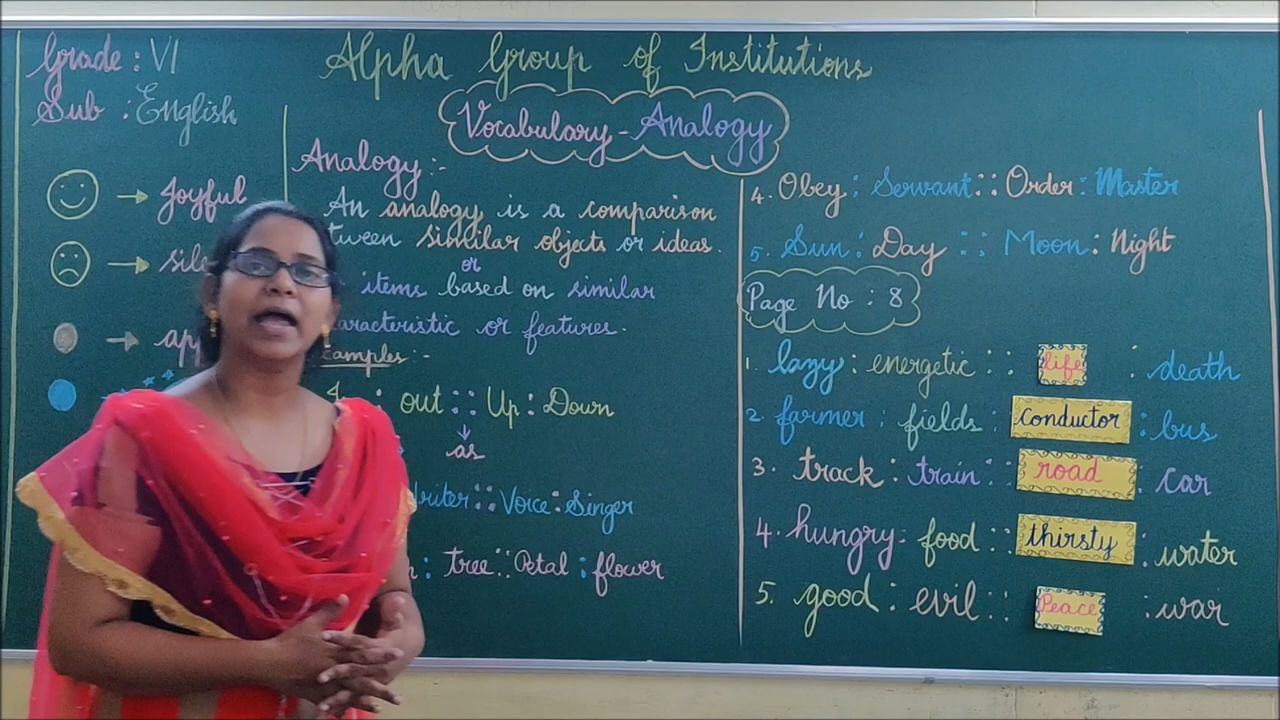 Grade : VI
Sub : English
Alpha Group of Institutions
Vocabulary - Analogy
Joyful
Analogy :-
An analogy is a comparison
tween similar objects or ideas.
or
items based on similar
aracteristic or features.
amples :-
: out :: Up : Down
as
writer :: Voice : Singer
: tree :: Petal : flower
4. Obey : Servant :: Order : Master
5. Sun : Day :: Moon : Night
Page No : 8
1. lazy : energetic :: life : death
2. farmer : fields : conductor : bus
3. track : train :: road : car
4. hungry : food :: thirsty : water
5. good : evil :: Peace : war